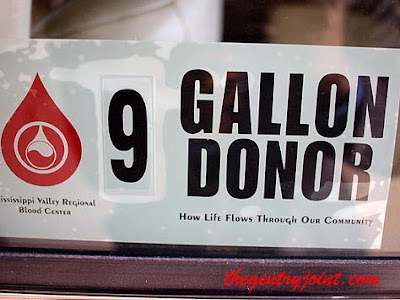 9
GALLON
DONOR
ississippi Valley Regional
Blood Center
How Life Flows Through Our Community
thegentryjoint.com